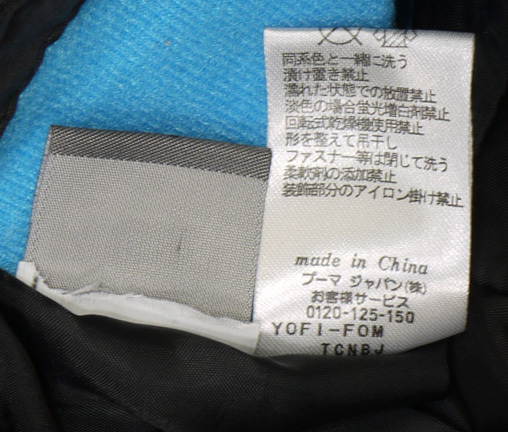 同系色と一緒に洗う
漬け置き禁止
濡れた状態での放置禁止
淡色の場合蛍光増白剤禁止
回転式乾燥機使用禁止
形を整えて吊干し
ファスナー等は閉じて洗う
柔軟剤の添加禁止
装飾部分のアイロン掛け禁止
made in China
プーマ ジャパン(株)
お客様サービス
0120-125-150
YOFI-FOM
TCNBJ